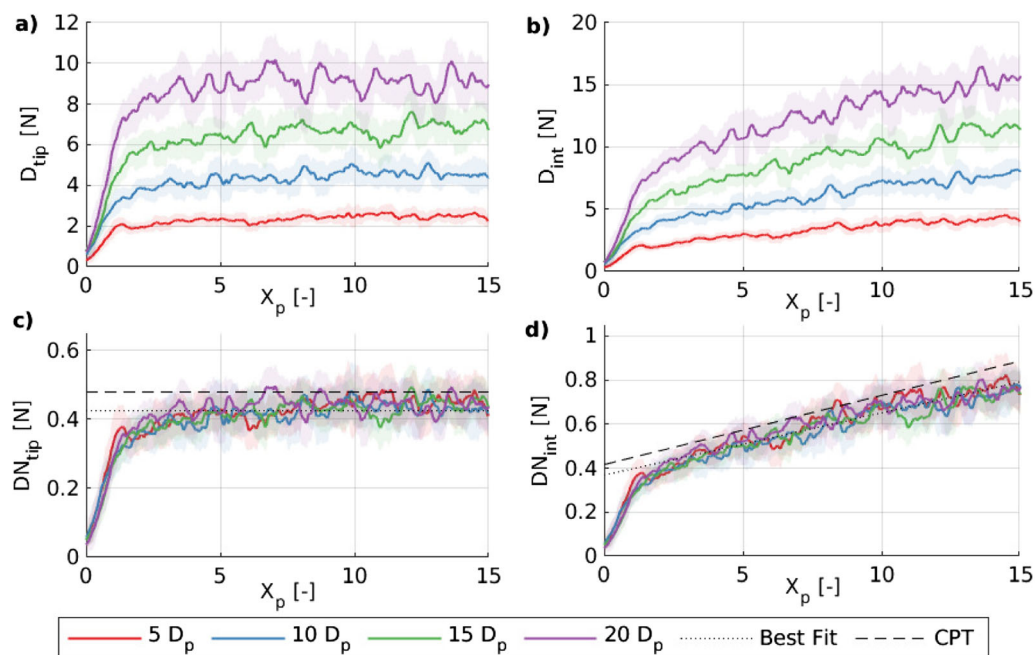 a)
12
10
8
6
4
2
0
D_tip [N]
0 5 10 15
X_p [-]
b)
20
15
10
5
0
D_int [N]
0 5 10 15
X_p [-]
c)
0.6
0.4
0.2
0
DN_tip [N]
0 5 10 15
X_p [-]
d)
1
0.8
0.6
0.4
0.2
0
DN_int [N]
0 5 10 15
X_p [-]
5 D_p 10 D_p 15 D_p 20 D_p Best Fit CPT